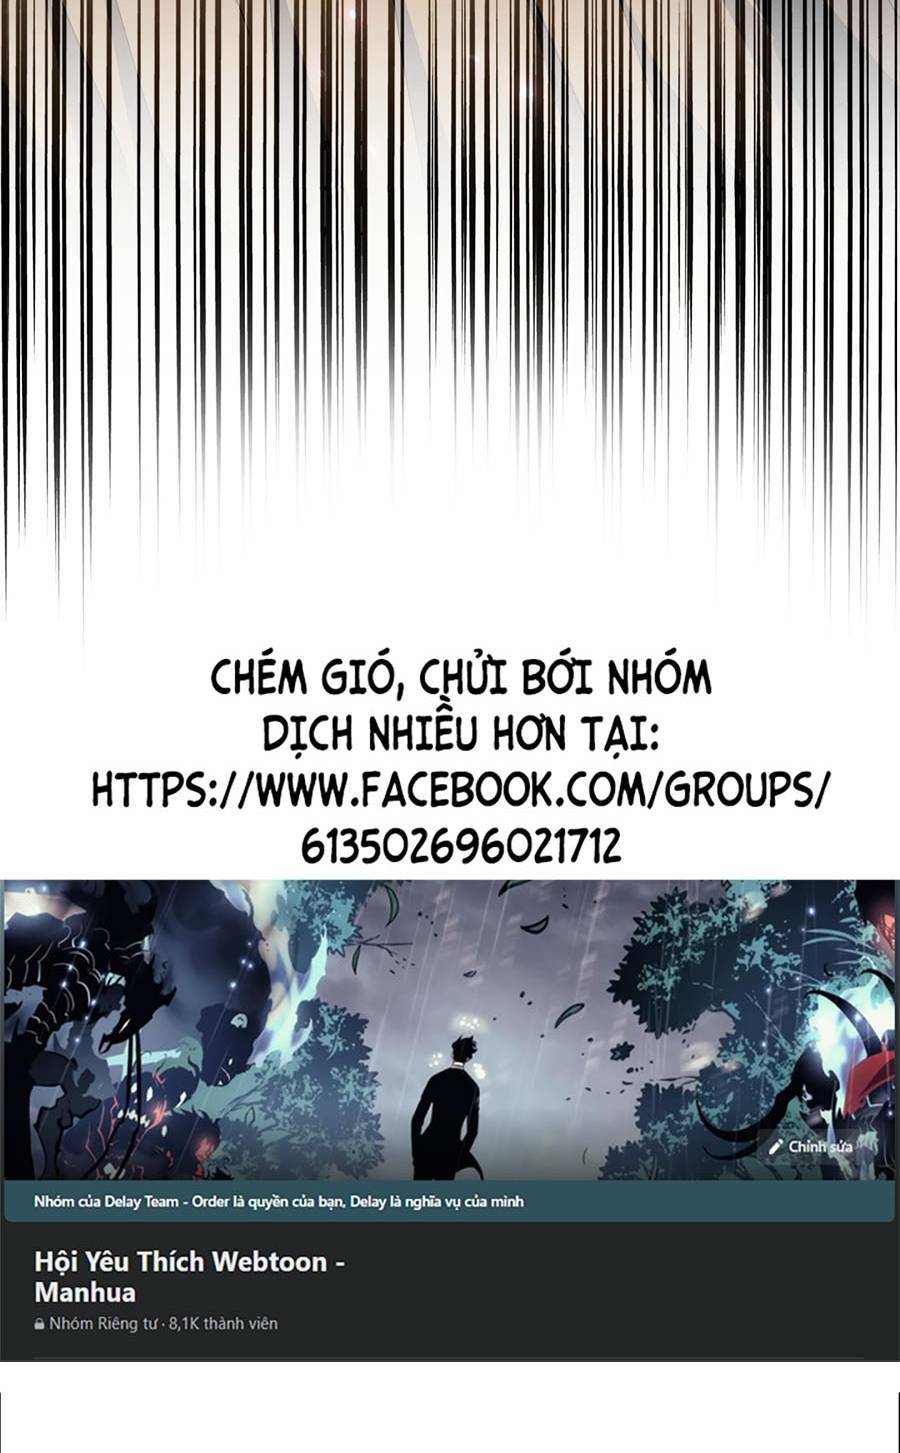 CHÉM GIÓ, CHỬI BỚI NHÓM
DỊCH NHIỀU HƠN TẠI:
HTTPS://WWW.FACEBOOK.COM/GROUPS/
613502696021712
Chỉnh sửa
Nhóm của Delay Team - Order là quyền của bạn, Delay là nghĩa vụ của mình
Hội Yêu Thích Webtoon -
Manhua
Nhóm Riêng tư · 8,1K thành viên